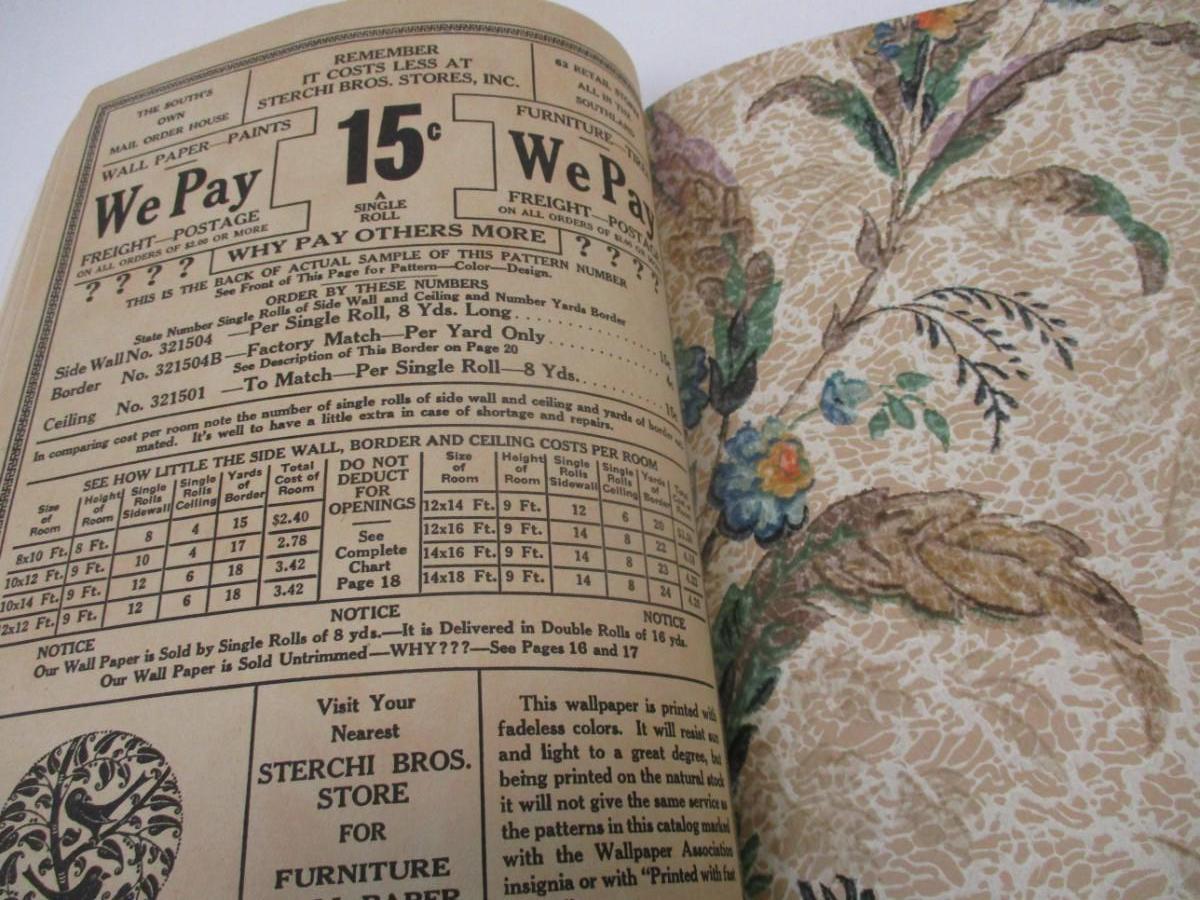 THE SOUTH'S
OWN
MAIL ORDER HOUSE
REMEMBER
IT COSTS LESS AT
STERCHI BROS. STORES, INC.
63 RETAIL
ALL IN THE
SOUTHLAND
WALL PAPER—PAINTS
We Pay
FREIGHT—POSTAGE
ON ALL ORDERS OF $2.00 OR MORE
15c
A
SINGLE
ROLL
FURNITURE
We Pay
FREIGHT—POSTAGE
ON ALL ORDERS OF $2.00 OR
? ? ? ?
WHY PAY OTHERS MORE
? ? ? ?
THIS IS THE BACK OF ACTUAL SAMPLE OF THIS PATTERN NUMBER
See Front of This Page for Pattern—Color—Design.
ORDER BY THESE NUMBERS
State Number Single Rolls of Side Wall and Ceiling and Number Yards Border
Side Wall No. 321504 —Per Single Roll, 8 Yds. Long
Border No. 321504B—Factory Match—Per Yard Only
See Description of This Border on Page 20
Ceiling No. 321501 —To Match—Per Single Roll—8 Yds.
In comparing cost per room note the number of single rolls of side wall and ceiling and yards of border
mated. It's well to have a little extra in case of shortage and repairs.
SEE HOW LITTLE THE SIDE WALL, BORDER AND CEILING COSTS PER ROOM
Size of Room Height of Room Single Rolls Sidewall Single Rolls Ceiling Yards of Border Total Cost of Room
8x10 Ft. 8 Ft. 8 4 15 $2.40
10x12 Ft. 9 Ft. 10 4 17 2.78
10x14 Ft. 9 Ft. 12 6 18 3.42
2x12 Ft. 9 Ft. 12 6 18 3.42
DO NOT
DEDUCT
FOR
OPENINGS
See
Complete
Chart
Page 18
Size of Room Height of Room Single Rolls Sidewall Single Rolls Ceiling Yards of Border
12x14 Ft. 9 Ft. 12 6 20
12x16 Ft. 9 Ft. 14 8 22
14x16 Ft. 9 Ft. 14 8 23
14x18 Ft. 9 Ft. 14 8 24
NOTICE NOTICE NOTICE
Our Wall Paper is Sold by Single Rolls of 8 yds.—It is Delivered in Double Rolls of 16 yds.
Our Wall Paper is Sold Untrimmed—WHY???—See Pages 16 and 17
Visit Your
Nearest
STERCHI BROS.
STORE
FOR
FURNITURE
PAPER
This wallpaper is printed with
fadeless colors. It will resist sun
and light to a great degree, but
being printed on the natural stock
it will not give the same service as
the patterns in this catalog marked
with the Wallpaper Association
insignia or with "Printed with fast